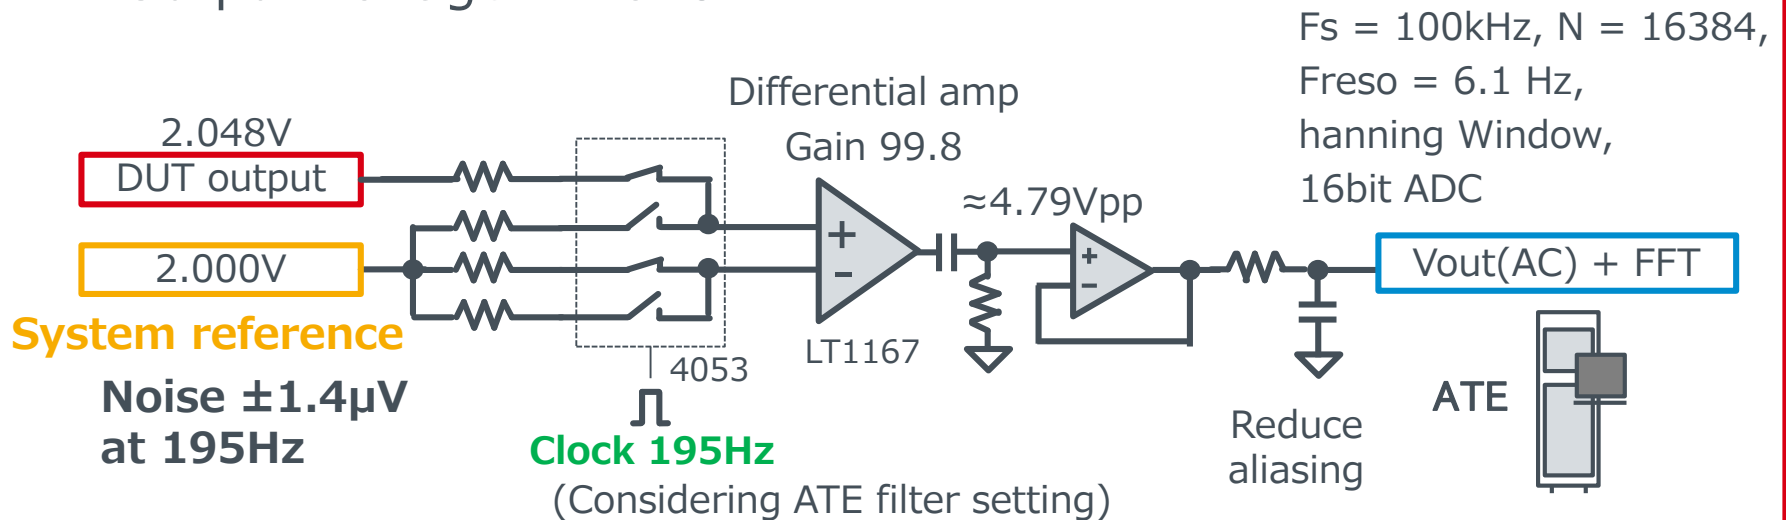 Fs = 100kHz, N = 16384,
Freso = 6.1 Hz,
hanning Window,
16bit ADC
Differential amp
Gain 99.8
2.048V
DUT output
≈4.79Vpp
+
-
+
-
2.000V
Vout(AC) + FFT
System reference
LT1167
4053
Noise ±1.4µV
at 195Hz
Clock 195Hz
(Considering ATE filter setting)
Reduce
aliasing
ATE